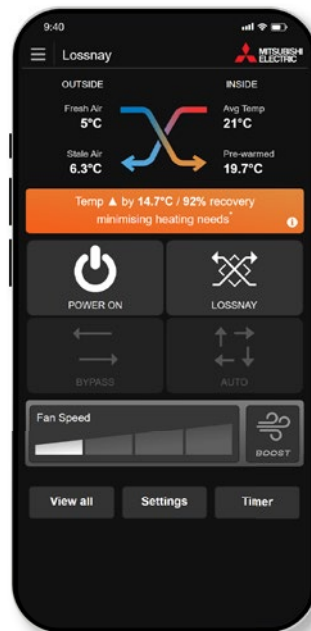 9:40
Lossnay
MITSUBISHI
ELECTRIC
OUTSIDE
INSIDE
Fresh Air
5°C
Avg Temp
21°C
Stale Air
6.3°C
Pre-warmed
19.7°C
Temp ▲ by 14.7°C / 92% recovery
minimising heating needs*
POWER ON
LOSSNAY
BYPASS
AUTO
Fan Speed
BOOST
View all
Settings
Timer